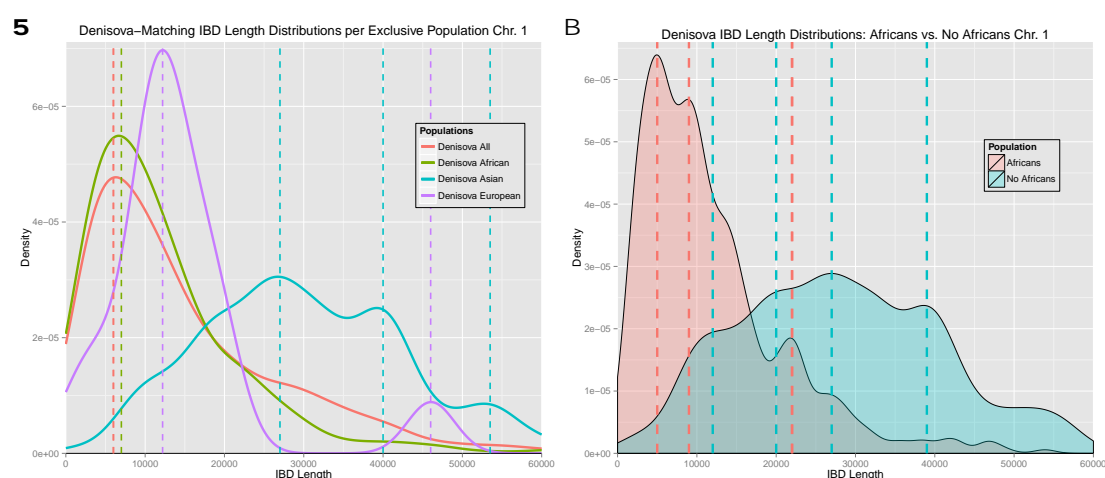 5
Denisova−Matching IBD Length Distributions per Exclusive Population Chr. 1
6e−05
4e−05
2e−05
0e+00
Density
Populations
Denisova All
Denisova African
Denisova Asian
Denisova European
0 10000 20000 30000 40000 50000 60000
IBD Length
B
Denisova IBD Length Distributions: Africans vs. No Africans Chr. 1
6e−05
5e−05
4e−05
3e−05
2e−05
1e−05
0e+00
Density
Population
Africans
No Africans
0 10000 20000 30000 40000 50000 60000
IBD Length